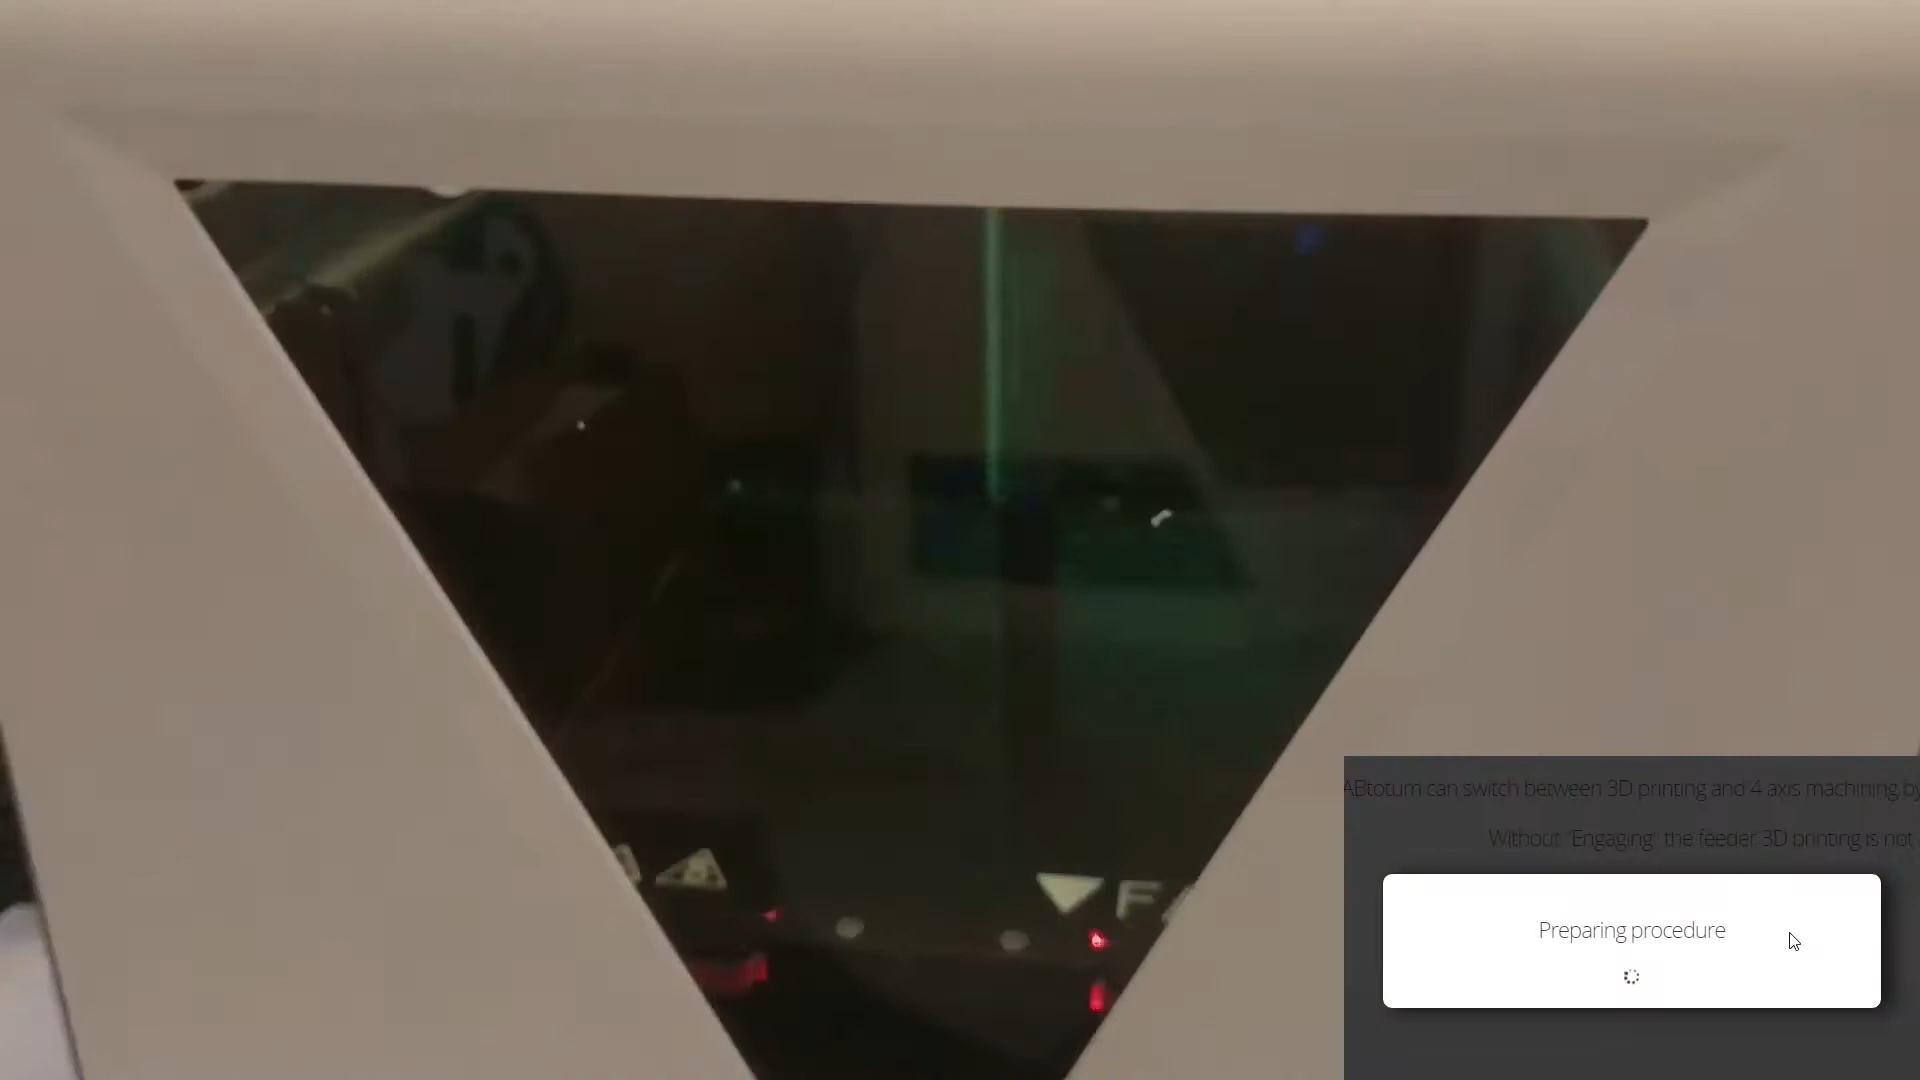 ABtotum can switch between 3D printing and 4 axis machining by
Without "Engaging" the feeder 3D printing is not
Preparing procedure